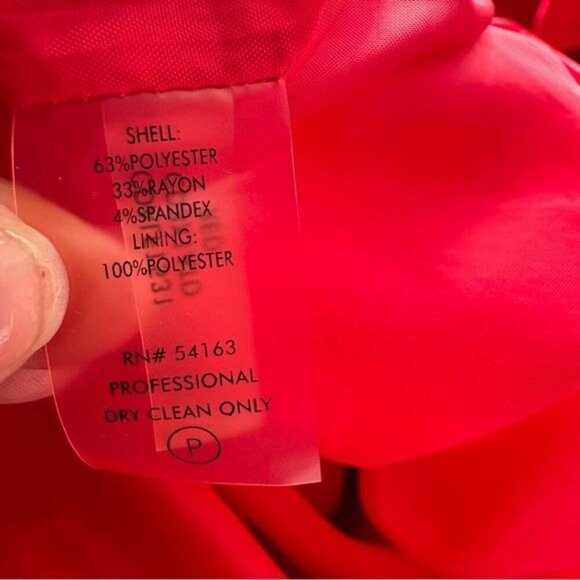 SHELL:
63%POLYESTER
33%RAYON
4%SPANDEX
LINING:
100%POLYESTER
RN# 54163
PROFESSIONAL
DRY CLEAN ONLY
P